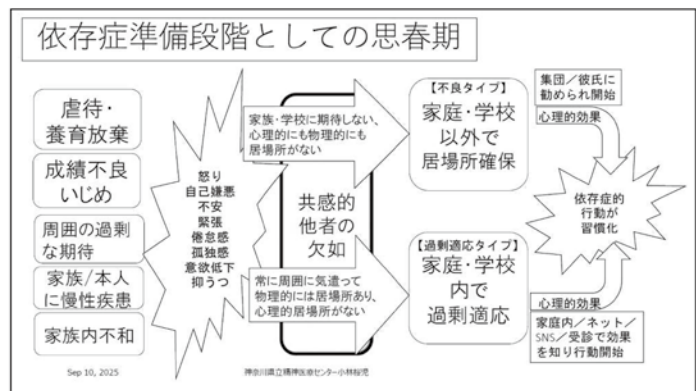 依存症準備段階としての思春期
虐待・
養育放棄
成績不良
いじめ
周囲の過剰
な期待
家族/本人
に慢性疾患
家族内不和
怒り
自己嫌悪
不安
緊張
倦怠感
孤独感
意欲低下
抑うつ
家族・学校に期待しない、
心理的にも物理的にも
居場所がない
共感的
他者の
欠如
常に周囲に気遣って
物理的には居場所あり、
心理的居場所がない
【不良タイプ】
家庭・学校
以外で
居場所確保
【過剰適応タイプ】
家庭・学校
内で
過剰適応
集団／彼氏に
勧められ開始
心理的効果
依存症的
行動が
習慣化
心理的効果
家庭内／ネット／
SNS／受診で効果
を知り行動開始
Sep 10, 2025
神奈川県立精神医療センター小林桜児